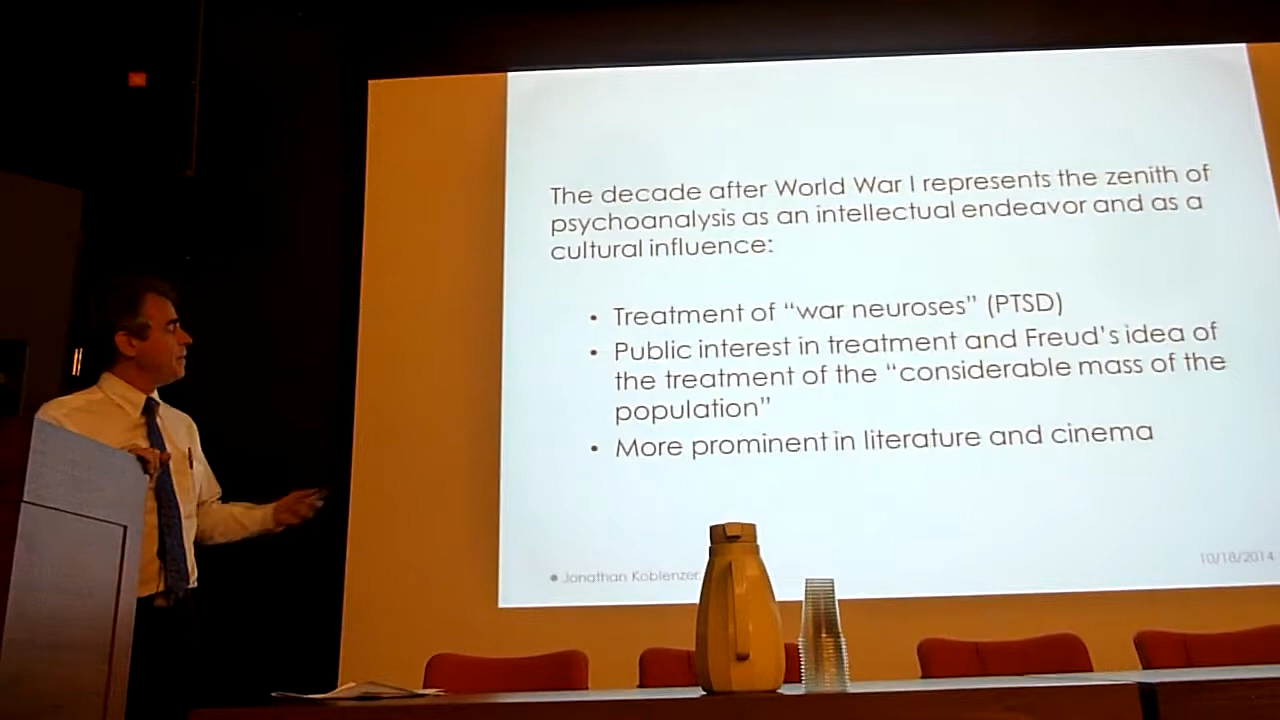 The decade after World War I represents the zenith of
psychoanalysis as an intellectual endeavor and as a
cultural influence:
• Treatment of “war neuroses” (PTSD)
• Public interest in treatment and Freud’s idea of
the treatment of the “considerable mass of the
population”
• More prominent in literature and cinema
• Jonathan Koblenzer,
10/18/2014